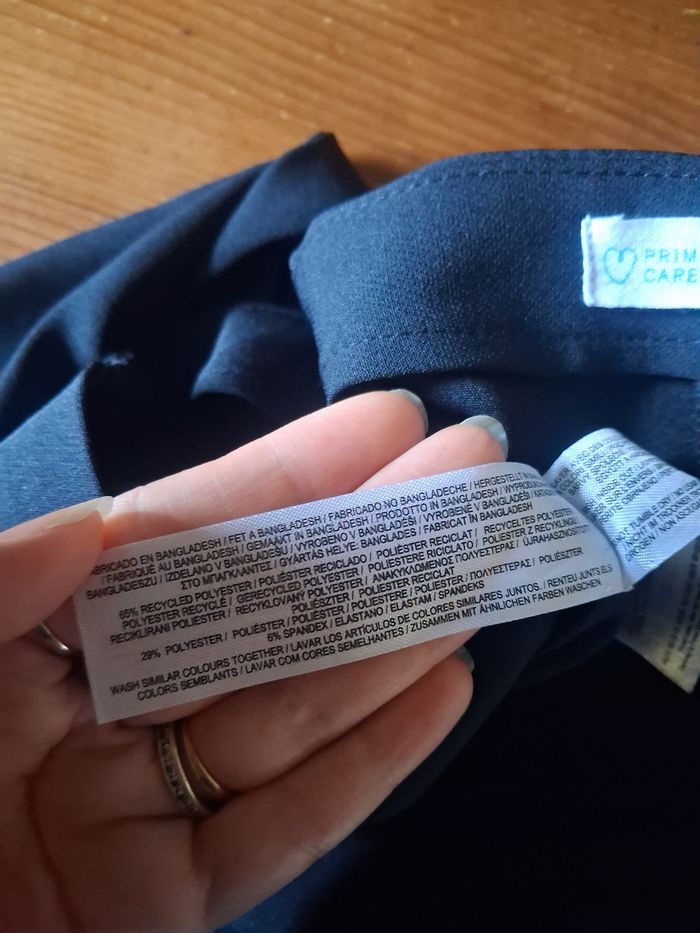 PRIM
CARE
BRICADO EN BANGLADESH / FET A BANGLADESH / FABRICADO NO BANGLADECHE / HERGESTELLT IN
/ FABRIQUÉ AU BANGLADESH / GEMAAKT IN BANGLADESH / PRODOTTO IN BANGLADESH /
BANGLADESZU / IZDELANO V BANGLADEŠU / VYROBENO V BANGLADÉŠI / VYROBENÉ V BANGLADÉŠI /
ΣΤΟ ΜΠΑΓΚΛΑΝΤΕΣ / GYÁRTÁS HELYE: BANGLADES / FABRICAT ÎN BANGLADESH
65% RECYCLED POLYESTER / POLIÉSTER RECICLADO / POLIÈSTER RECICLAT / RECYCELTES POLYESTER
POLYESTER RECYCLÉ / GERECYCLED POLYESTER / POLIESTERE RICICLATO / POLIESTER Z RECYKLINGU
RECIKLIRANI POLIESTER / RECYKLOVANÝ POLYESTER / ΑΝΑΚΥΚΛΩΜΕΝΟΣ ΠΟΛΥΕΣΤΕΡΑΣ / ÚJRAHASZNOSÍTOTT
POLIÉSZTER / POLIESTER RECICLAT
29% POLYESTER / POLIÉSTER / POLIÈSTER / POLIESTERE / POLIESTER / ΠΟΛΥΕΣΤΕΡΑΣ / POLIÉSZTER
6% SPANDEX / ELASTANO / ELASTAM / SPANDEKS
WASH SIMILAR COLOURS TOGETHER / LAVAR LOS ARTÍCULOS DE COLORES SIMILARES JUNTOS. / RENTEU JUNTS ELS
COLORS SEMBLANTS / LAVAR COM CORES SEMELHANTES / ZUSAMMEN MIT ÄHNLICHEN FARBEN WASCHEN